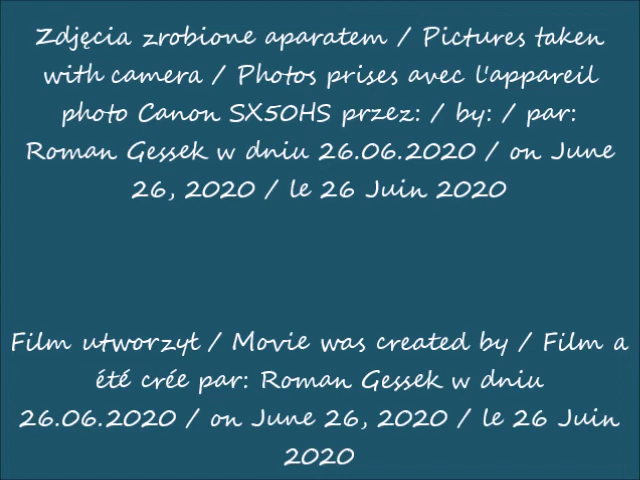 Zdjęcia zrobione aparatem / Pictures taken
with camera / Photos prises avec l'appareil
photo Canon SX50HS przez: / by: / par:
Roman Gessek w dniu 26.06.2020 / on June
26, 2020 / le 26 Juin 2020
Film utworzył / Movie was created by / Film a
été crée par: Roman Gessek w dniu
26.06.2020 / on June 26, 2020 / le 26 Juin
2020